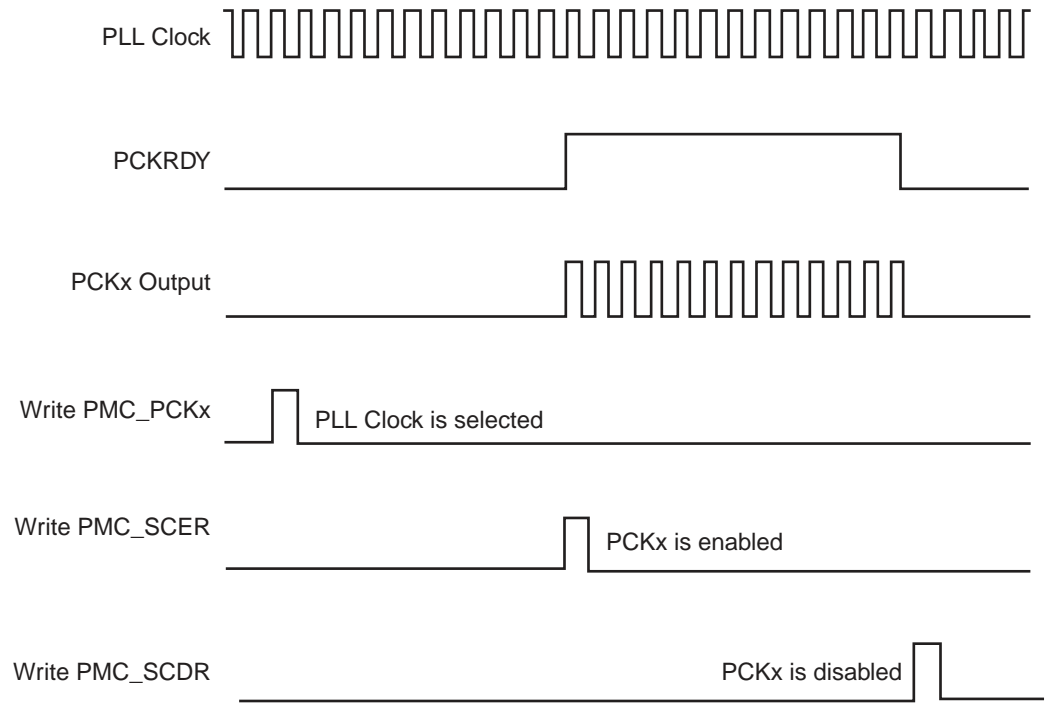 PLL Clock
PCKRDY
PCKx Output
Write PMC_PCKx
PLL Clock is selected
Write PMC_SCER
PCKx is enabled
Write PMC_SCDR
PCKx is disabled